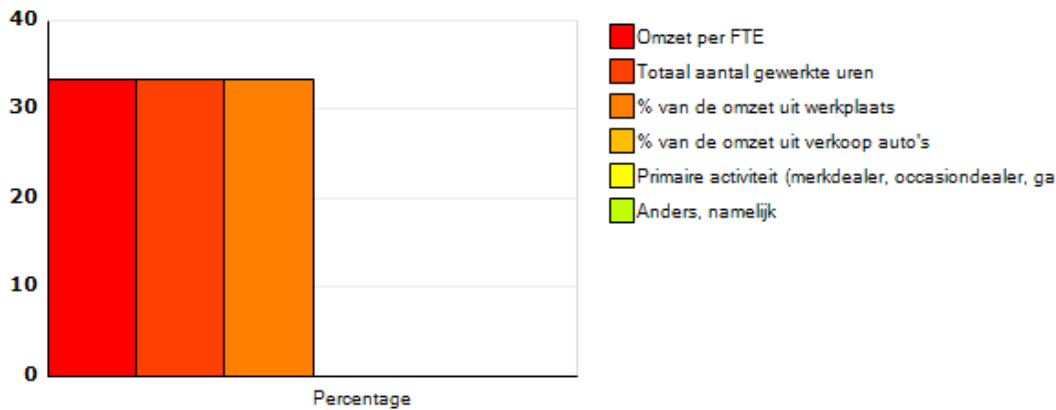 40
30
20
10
0
Percentage
Omzet per FTE
Totaal aantal gewerkte uren
% van de omzet uit werkplaats
% van de omzet uit verkoop auto's
Primaire activiteit (merkdealer, occasiondealer, ga
Anders, namelijk